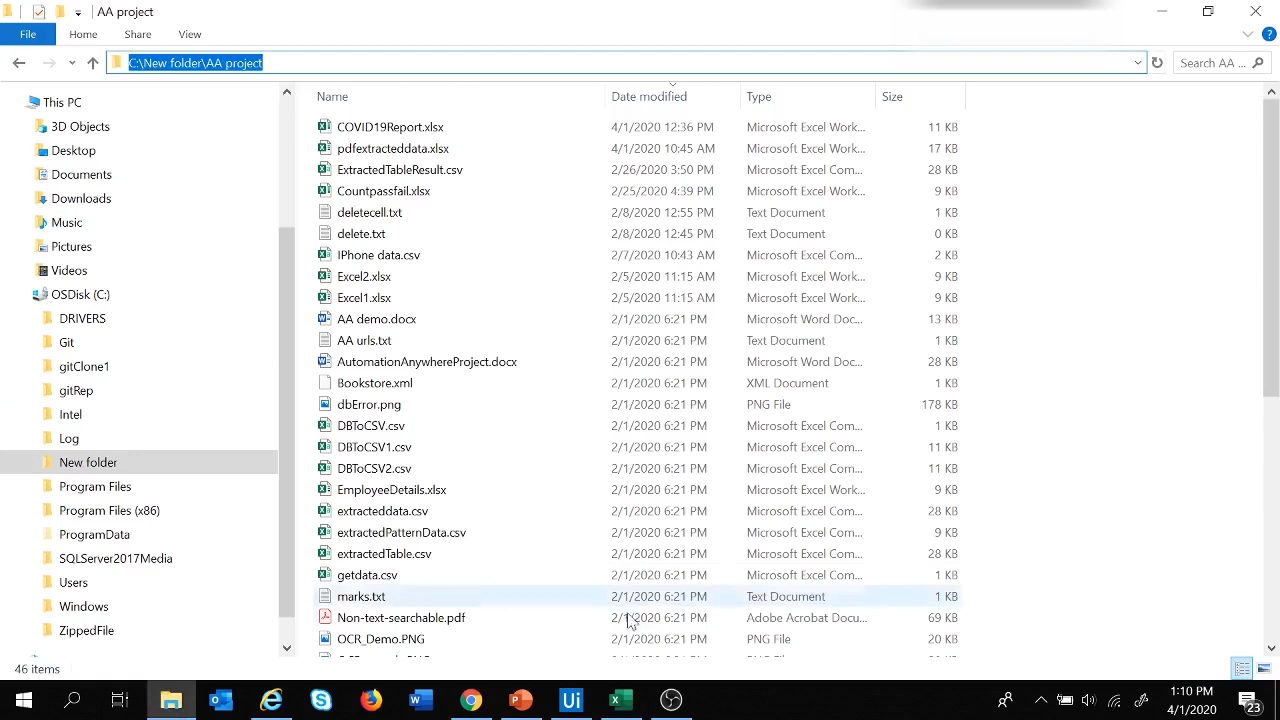 AA project
File Home Share View
C:\New folder\AA project Search AA ...
This PC
3D Objects
Desktop
Documents
Downloads
Music
Pictures
Videos
OSDisk (C:)
DRIVERS
Git
gitClone1
gitRep
Intel
Log
New folder
Program Files
Program Files (x86)
ProgramData
SQLServer2017Media
Users
Windows
ZippedFile
Name Date modified Type Size
COVID19Report.xlsx 4/1/2020 12:36 PM Microsoft Excel Work... 11 KB
pdfextracteddata.xlsx 4/1/2020 10:45 AM Microsoft Excel Work... 17 KB
ExtractedTableResult.csv 2/26/2020 3:50 PM Microsoft Excel Com... 28 KB
Countpassfail.xlsx 2/25/2020 4:39 PM Microsoft Excel Work... 9 KB
deletecell.txt 2/8/2020 12:55 PM Text Document 1 KB
delete.txt 2/8/2020 12:45 PM Text Document 0 KB
IPhone data.csv 2/7/2020 10:43 AM Microsoft Excel Com... 2 KB
Excel2.xlsx 2/5/2020 11:15 AM Microsoft Excel Work... 9 KB
Excel1.xlsx 2/5/2020 11:15 AM Microsoft Excel Work... 9 KB
AA demo.docx 2/1/2020 6:21 PM Microsoft Word Doc... 13 KB
AA urls.txt 2/1/2020 6:21 PM Text Document 1 KB
AutomationAnywhereProject.docx 2/1/2020 6:21 PM Microsoft Word Doc... 28 KB
Bookstore.xml 2/1/2020 6:21 PM XML Document 1 KB
dbError.png 2/1/2020 6:21 PM PNG File 178 KB
DBToCSV.csv 2/1/2020 6:21 PM Microsoft Excel Com... 1 KB
DBToCSV1.csv 2/1/2020 6:21 PM Microsoft Excel Com... 11 KB
DBToCSV2.csv 2/1/2020 6:21 PM Microsoft Excel Com... 11 KB
EmployeeDetails.xlsx 2/1/2020 6:21 PM Microsoft Excel Work... 9 KB
extracteddata.csv 2/1/2020 6:21 PM Microsoft Excel Com... 28 KB
extractedPatternData.csv 2/1/2020 6:21 PM Microsoft Excel Com... 9 KB
extractedTable.csv 2/1/2020 6:21 PM Microsoft Excel Com... 28 KB
getdata.csv 2/1/2020 6:21 PM Microsoft Excel Com... 1 KB
marks.txt 2/1/2020 6:21 PM Text Document 1 KB
Non-text-searchable.pdf 2/1/2020 6:21 PM Adobe Acrobat Docu... 69 KB
OCR_Demo.PNG 2/1/2020 6:21 PM PNG File 20 KB
46 items
Ui
1:10 PM
4/1/2020
23